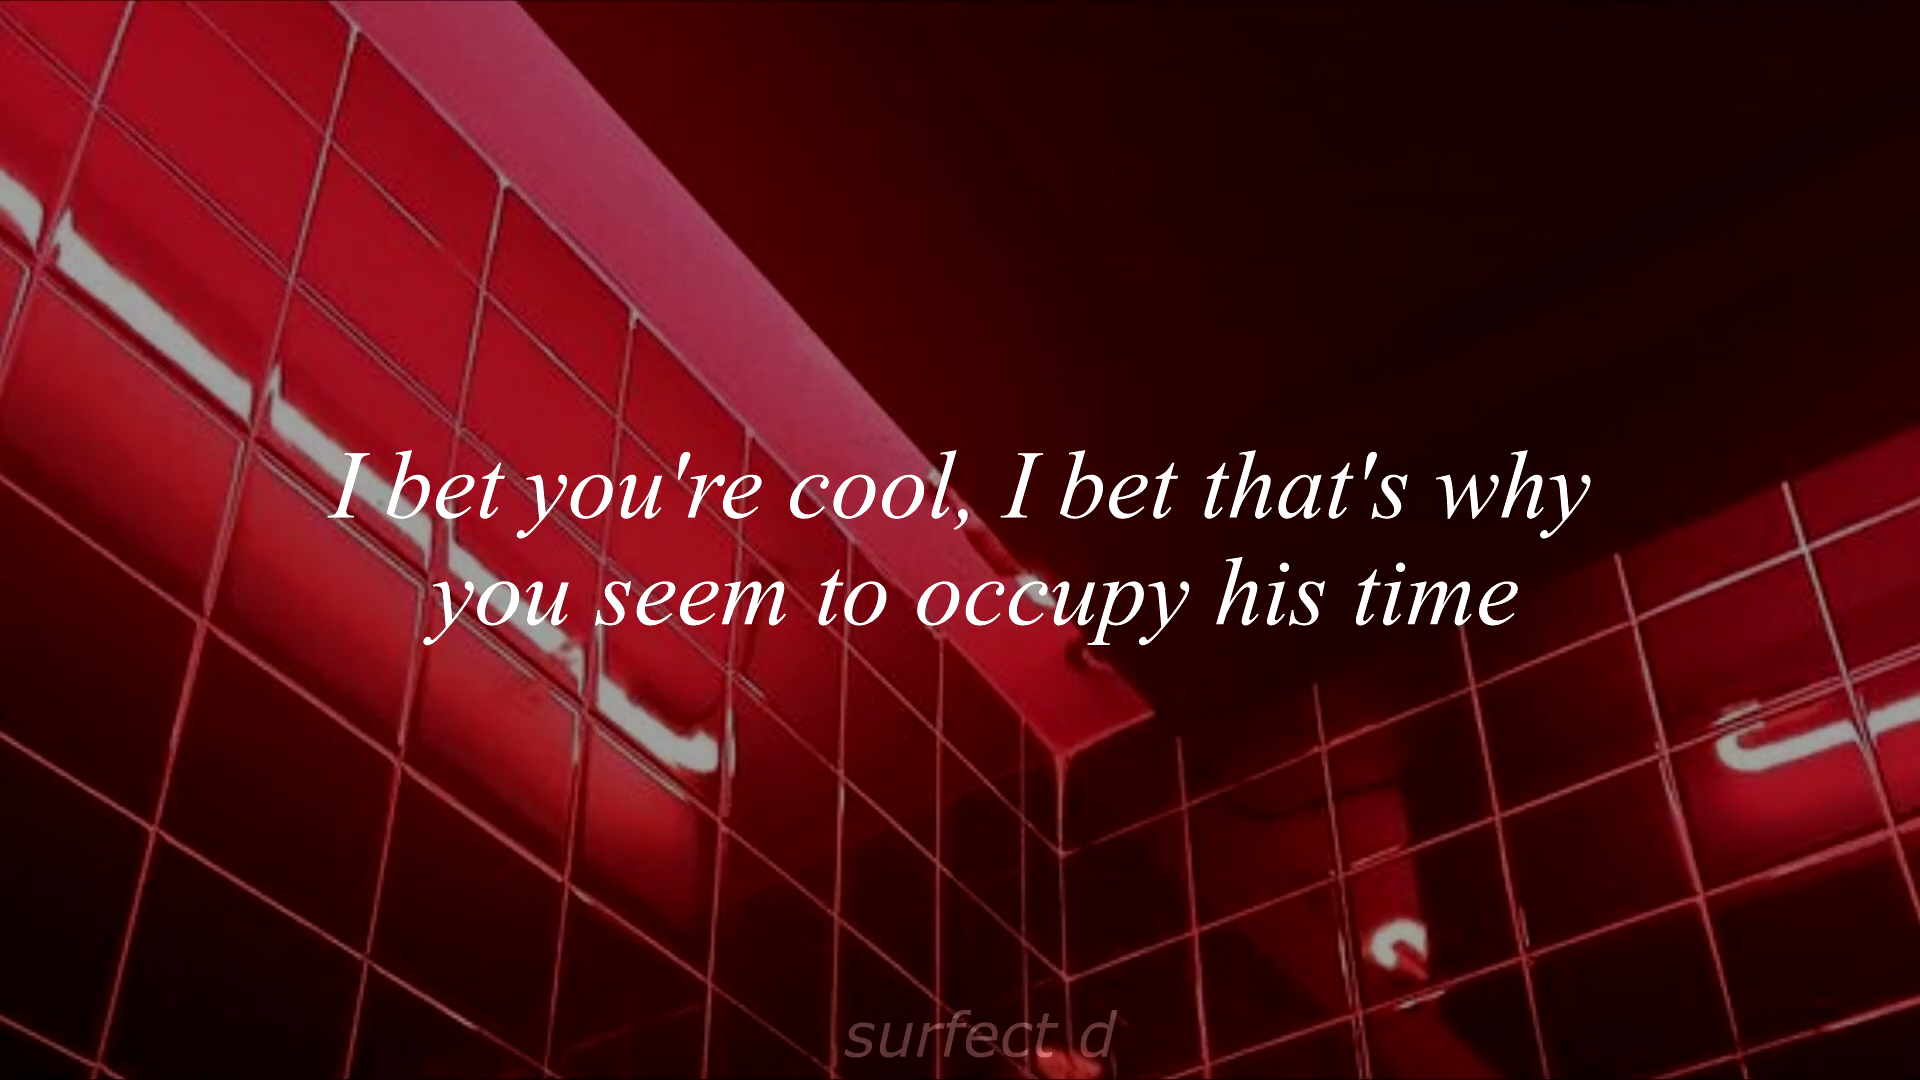 I bet you're cool, I bet that's why
you seem to occupy his time
surfect d